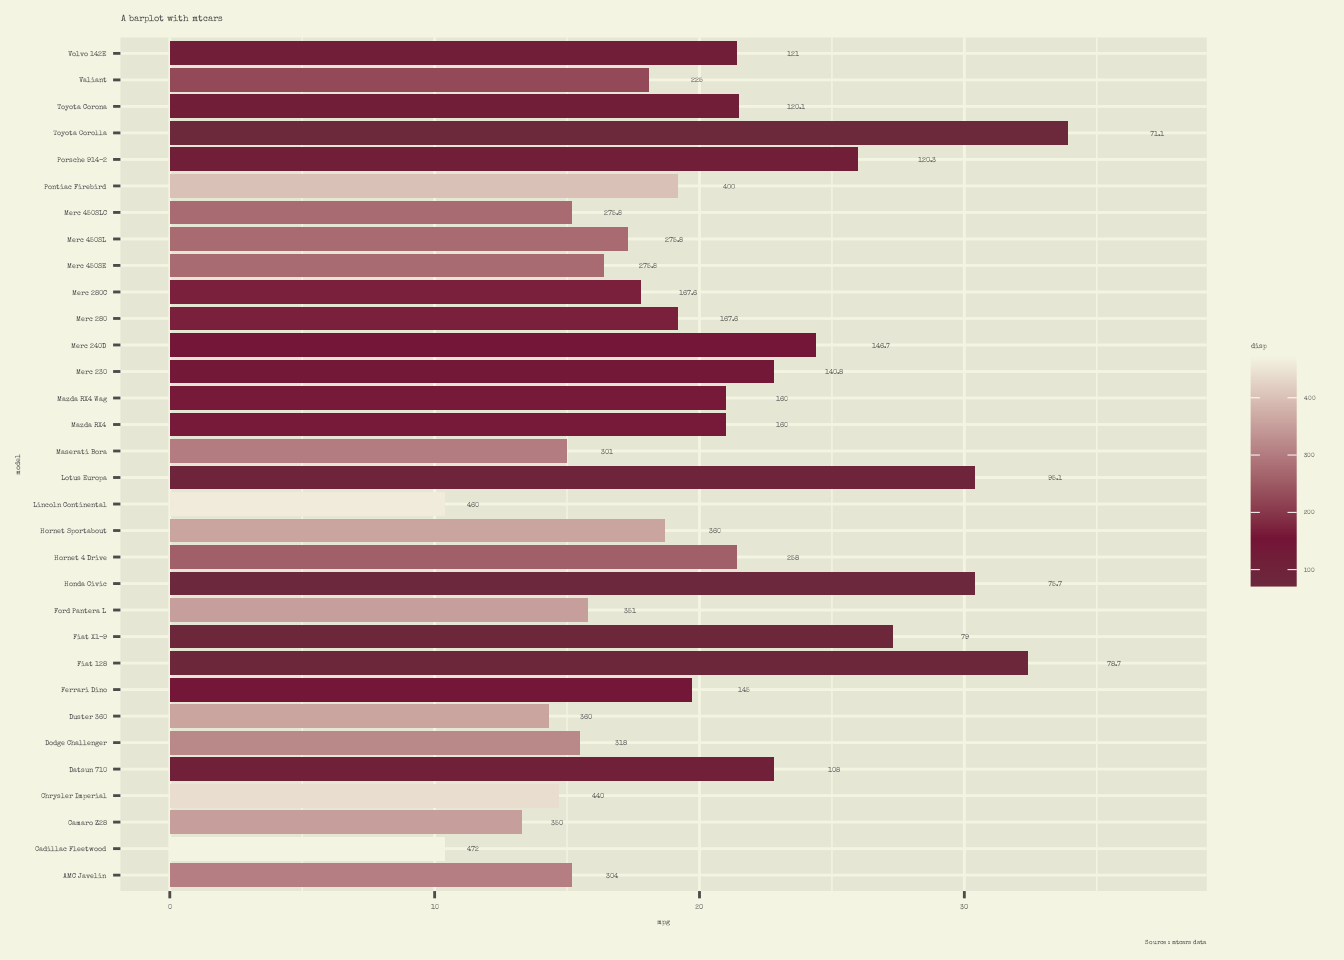 A barplot with mtcars
Volvo 142E 121
Valiant 225
Toyota Corona 120.1
Toyota Corolla 71.1
Porsche 914-2 120.3
Pontiac Firebird 400
Merc 450SLC 275.8
Merc 450SL 275.8
Merc 450SE 275.8
Merc 280C 167.6
Merc 280 167.6
Merc 240D 146.7
Merc 230 140.8
Mazda RX4 Wag 160
Mazda RX4 160
Maserati Bora 301
Lotus Europa 95.1
Lincoln Continental 460
Hornet Sportabout 360
Hornet 4 Drive 258
Honda Civic 75.7
Ford Pantera L 351
Fiat X1-9 79
Fiat 128 78.7
Ferrari Dino 145
Duster 360 360
Dodge Challenger 318
Datsun 710 108
Chrysler Imperial 440
Camaro Z28 350
Cadillac Fleetwood 472
AMC Javelin 304
model
0 10 20 30
mpg
disp
400
300
200
100
Source: mtcars data